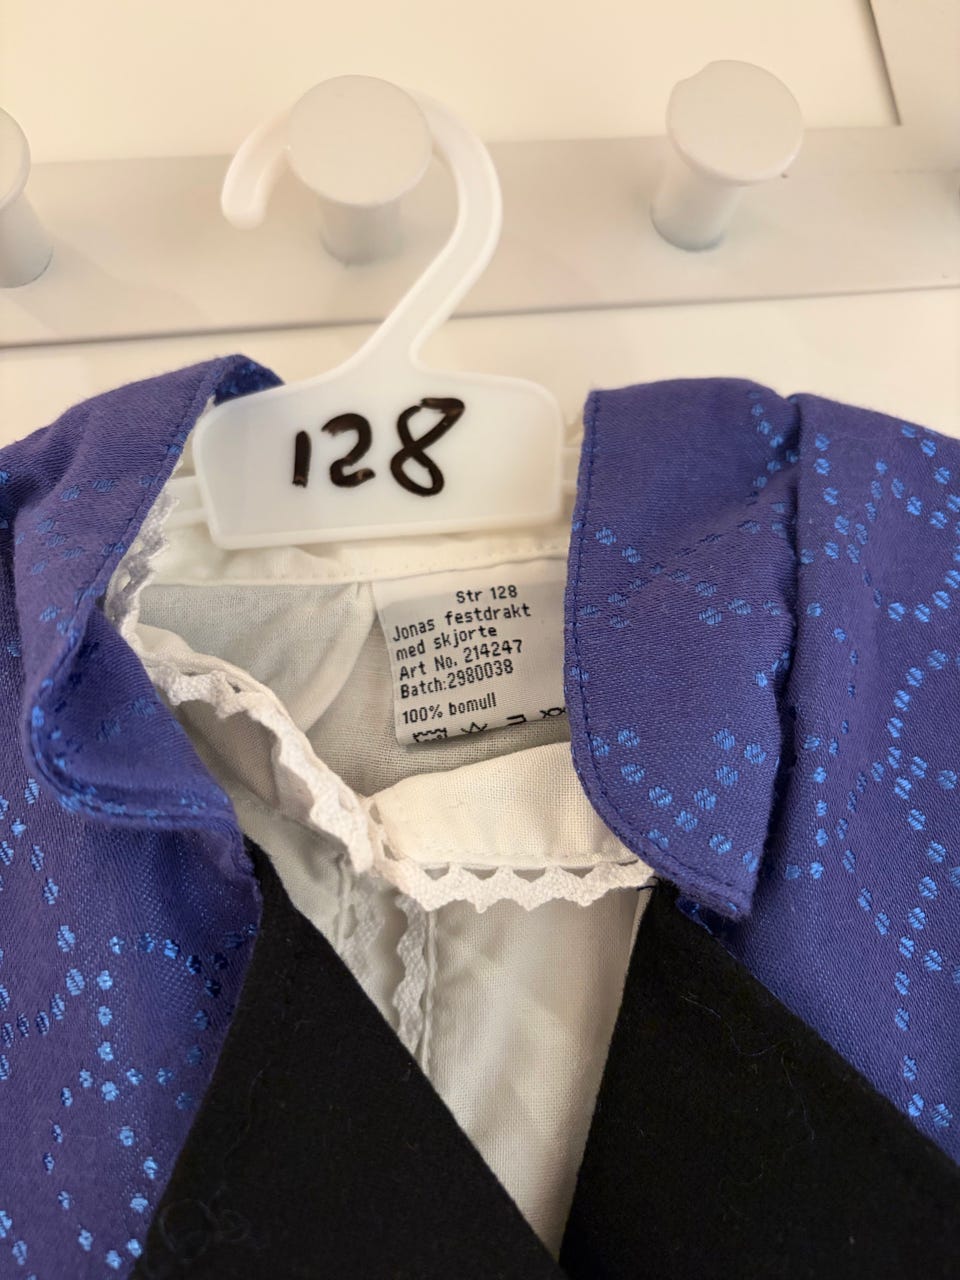 128
Str 128
Jonas festdrakt
med skjorte
Art No. 214247
Batch:2980038
100% bomull